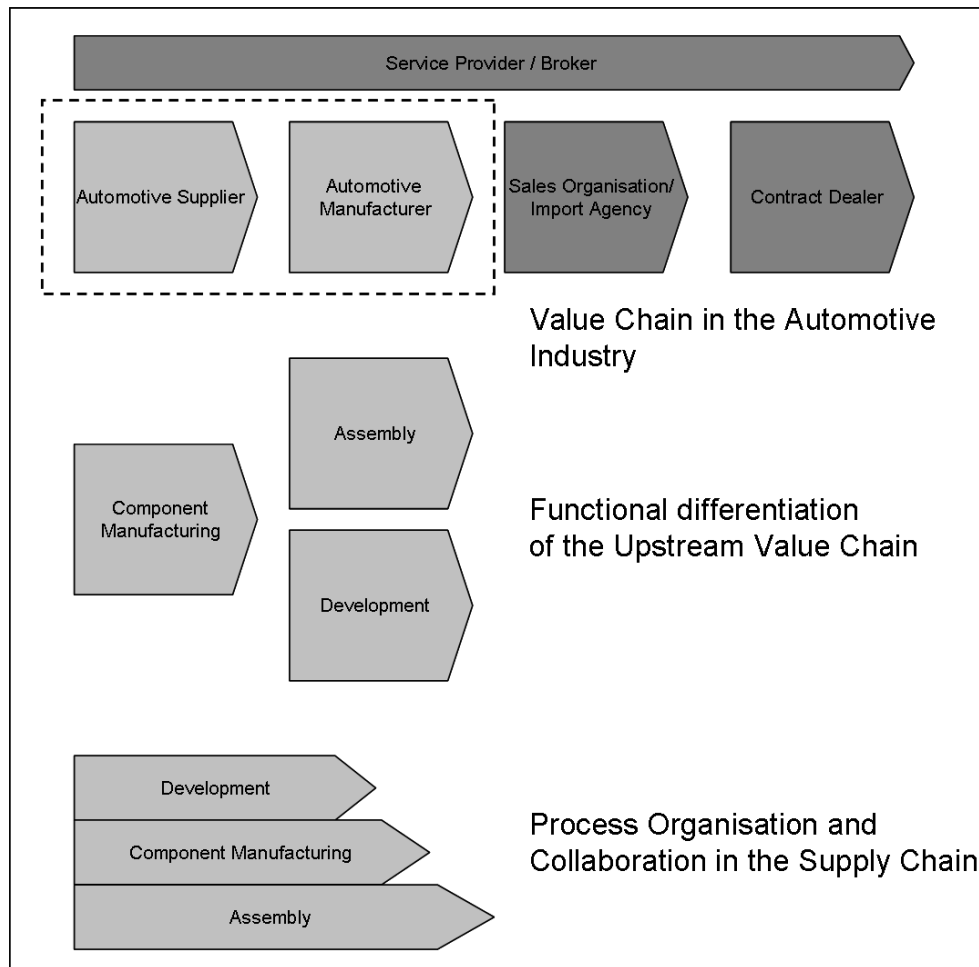 Service Provider / Broker
Automotive Supplier
Automotive
Manufacturer
Sales Organisation/
Import Agency
Contract Dealer
Value Chain in the Automotive
Industry
Assembly
Component
Manufacturing
Functional differentiation
of the Upstream Value Chain
Development
Development
Component Manufacturing
Assembly
Process Organisation and
Collaboration in the Supply Chain